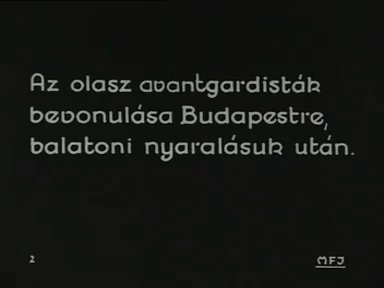 Az olasz avantgardisták
bevonulása Budapestre,
balatoni nyaralásuk után.
2
MFJ